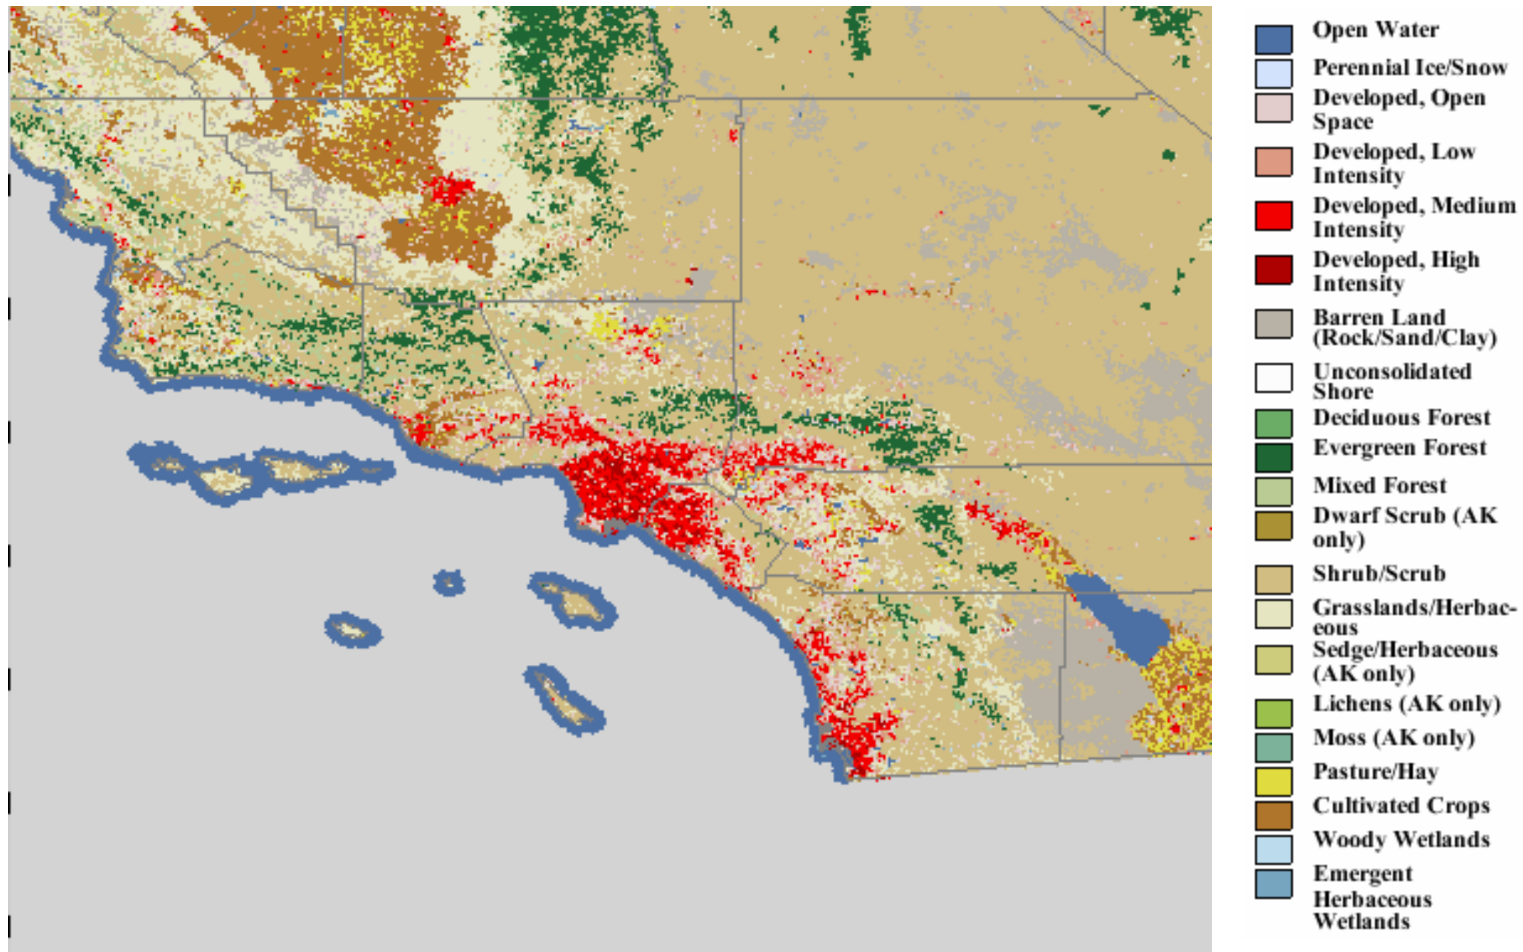 Open Water
Perennial Ice/Snow
Developed, Open
Space
Developed, Low
Intensity
Developed, Medium
Intensity
Developed, High
Intensity
Barren Land
(Rock/Sand/Clay)
Unconsolidated
Shore
Deciduous Forest
Evergreen Forest
Mixed Forest
Dwarf Scrub (AK
only)
Shrub/Scrub
Grasslands/Herbac-
eous
Sedge/Herbaceous
(AK only)
Lichens (AK only)
Moss (AK only)
Pasture/Hay
Cultivated Crops
Woody Wetlands
Emergent
Herbaceous
Wetlands